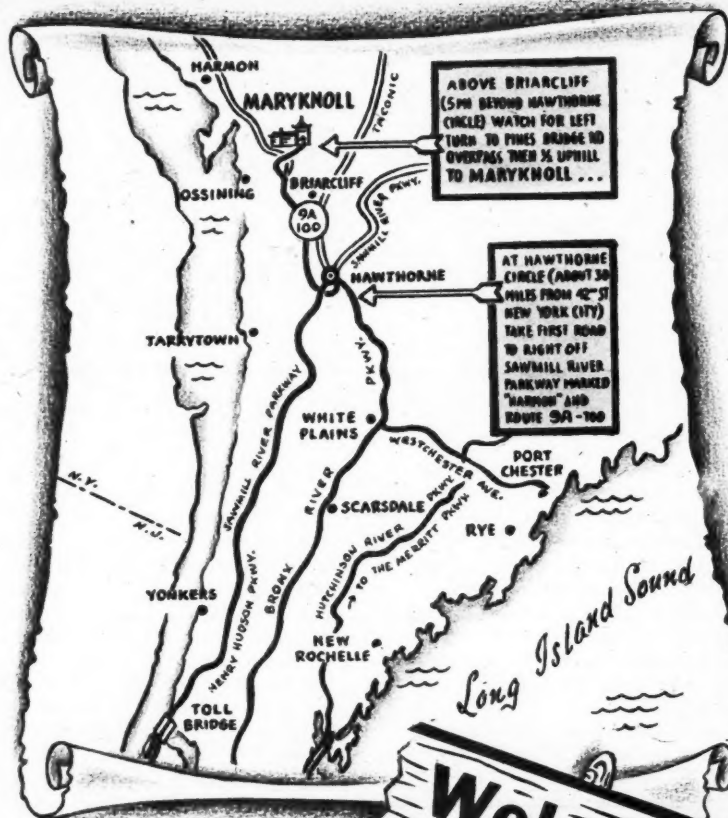 HARMON
MARYKNOLL
TACONIC
ABOVE BRIARCLIFF
(5 MI BEYOND HAWTHORNE
CIRCLE) WATCH FOR LEFT
TURN TO PINES BRIDGE RD
OVERPASS THEN ½ UPHILL
TO MARYKNOLL ...
OSSINING
BRIARCLIFF
9A
100
SAWMILL RIVER PKWY.
HAWTHORNE
AT HAWTHORNE
CIRCLE (ABOUT 30
MILES FROM 42ND ST
NEW YORK CITY)
TAKE FIRST ROAD
TO RIGHT OFF
SAWMILL RIVER
PARKWAY MARKED
"HARMON" AND
ROUTE 9A-100
TARRYTOWN
SAWMILL RIVER PARKWAY
WHITE
PLAINS
BRONX RIVER PKWY.
WESTCHESTER AVE.
PORT
CHESTER
N.Y.
N.J.
SCARSDALE
RYE
HUTCHINSON RIVER PKWY.
→ TO THE MERRITT PKWY.
YONKERS
HENRY HUDSON PKWY.
NEW
ROCHELLE
Long Island Sound
TOLL
BRIDGE